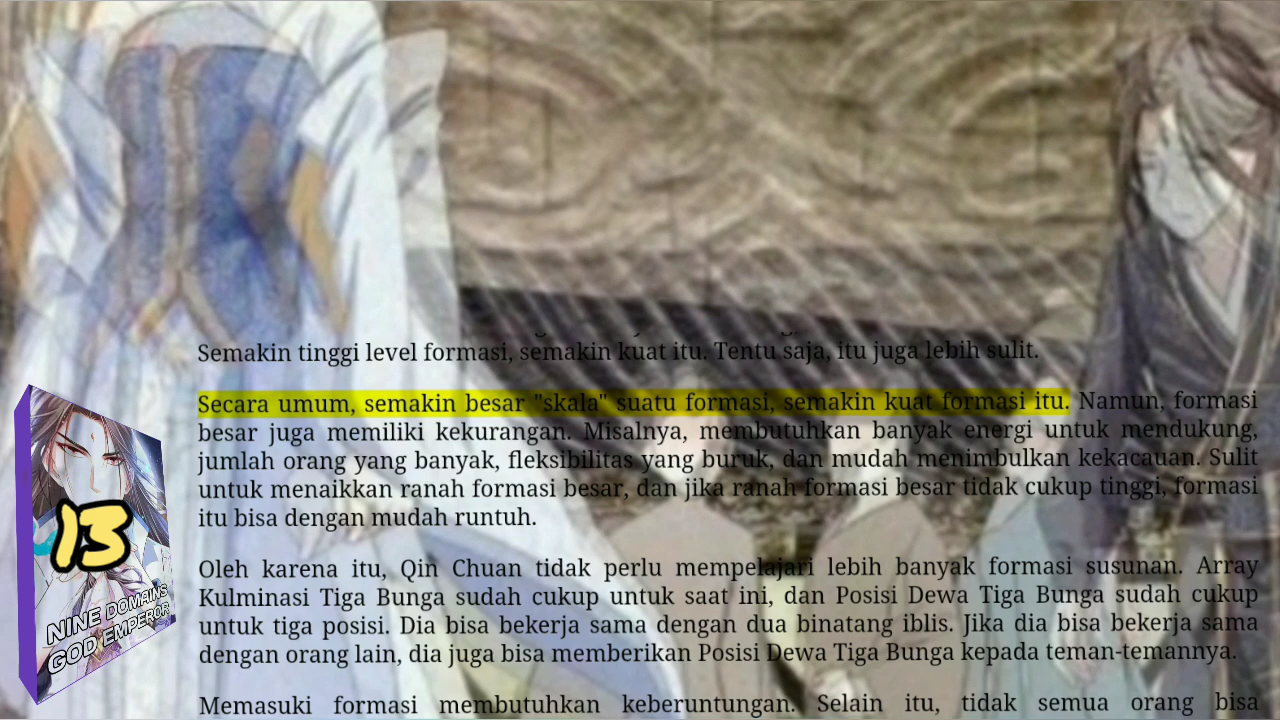 Semakin tinggi level formasi, semakin kuat itu. Tentu saja, itu juga lebih sulit.
Secara umum, semakin besar "skala" suatu formasi, semakin kuat formasi itu. Namun, formasi
besar juga memiliki kekurangan. Misalnya, membutuhkan banyak energi untuk mendukung,
jumlah orang yang banyak, fleksibilitas yang buruk, dan mudah menimbulkan kekacauan. Sulit
untuk menaikkan ranah formasi besar, dan jika ranah formasi besar tidak cukup tinggi, formasi
itu bisa dengan mudah runtuh.
Oleh karena itu, Qin Chuan tidak perlu mempelajari lebih banyak formasi susunan. Array
Kulminasi Tiga Bunga sudah cukup untuk saat ini, dan Posisi Dewa Tiga Bunga sudah cukup
untuk tiga posisi. Dia bisa bekerja sama dengan dua binatang iblis. Jika dia bisa bekerja sama
dengan orang lain, dia juga bisa memberikan Posisi Dewa Tiga Bunga kepada teman-temannya.
Memasuki formasi membutuhkan keberuntungan. Selain itu, tidak semua orang bisa
13
NINE DOMAINS
GOD EMPEROR